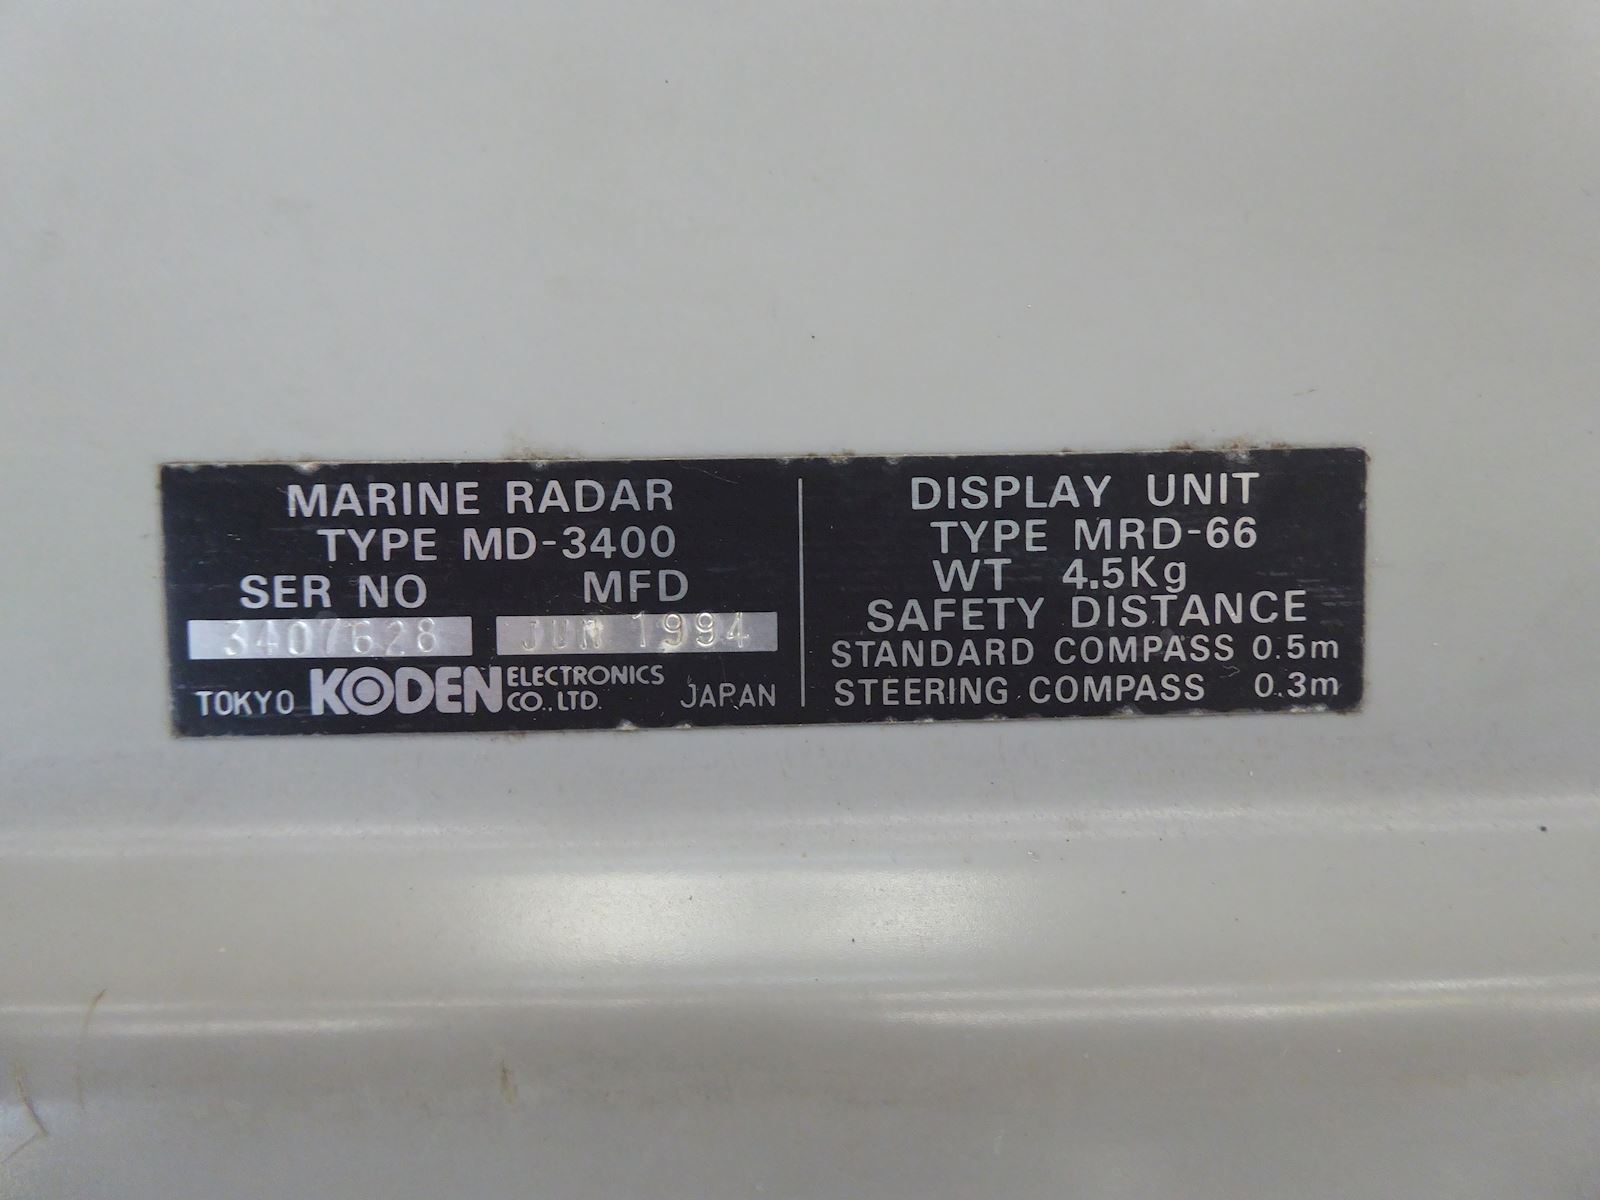 MARINE RADAR
TYPE MD-3400
SER NO MFD
3407628 JUN 1994
TOKYO KODEN ELECTRONICS CO.,LTD. JAPAN
DISPLAY UNIT
TYPE MRD-66
WT 4.5Kg
SAFETY DISTANCE
STANDARD COMPASS 0.5m
STEERING COMPASS 0.3m